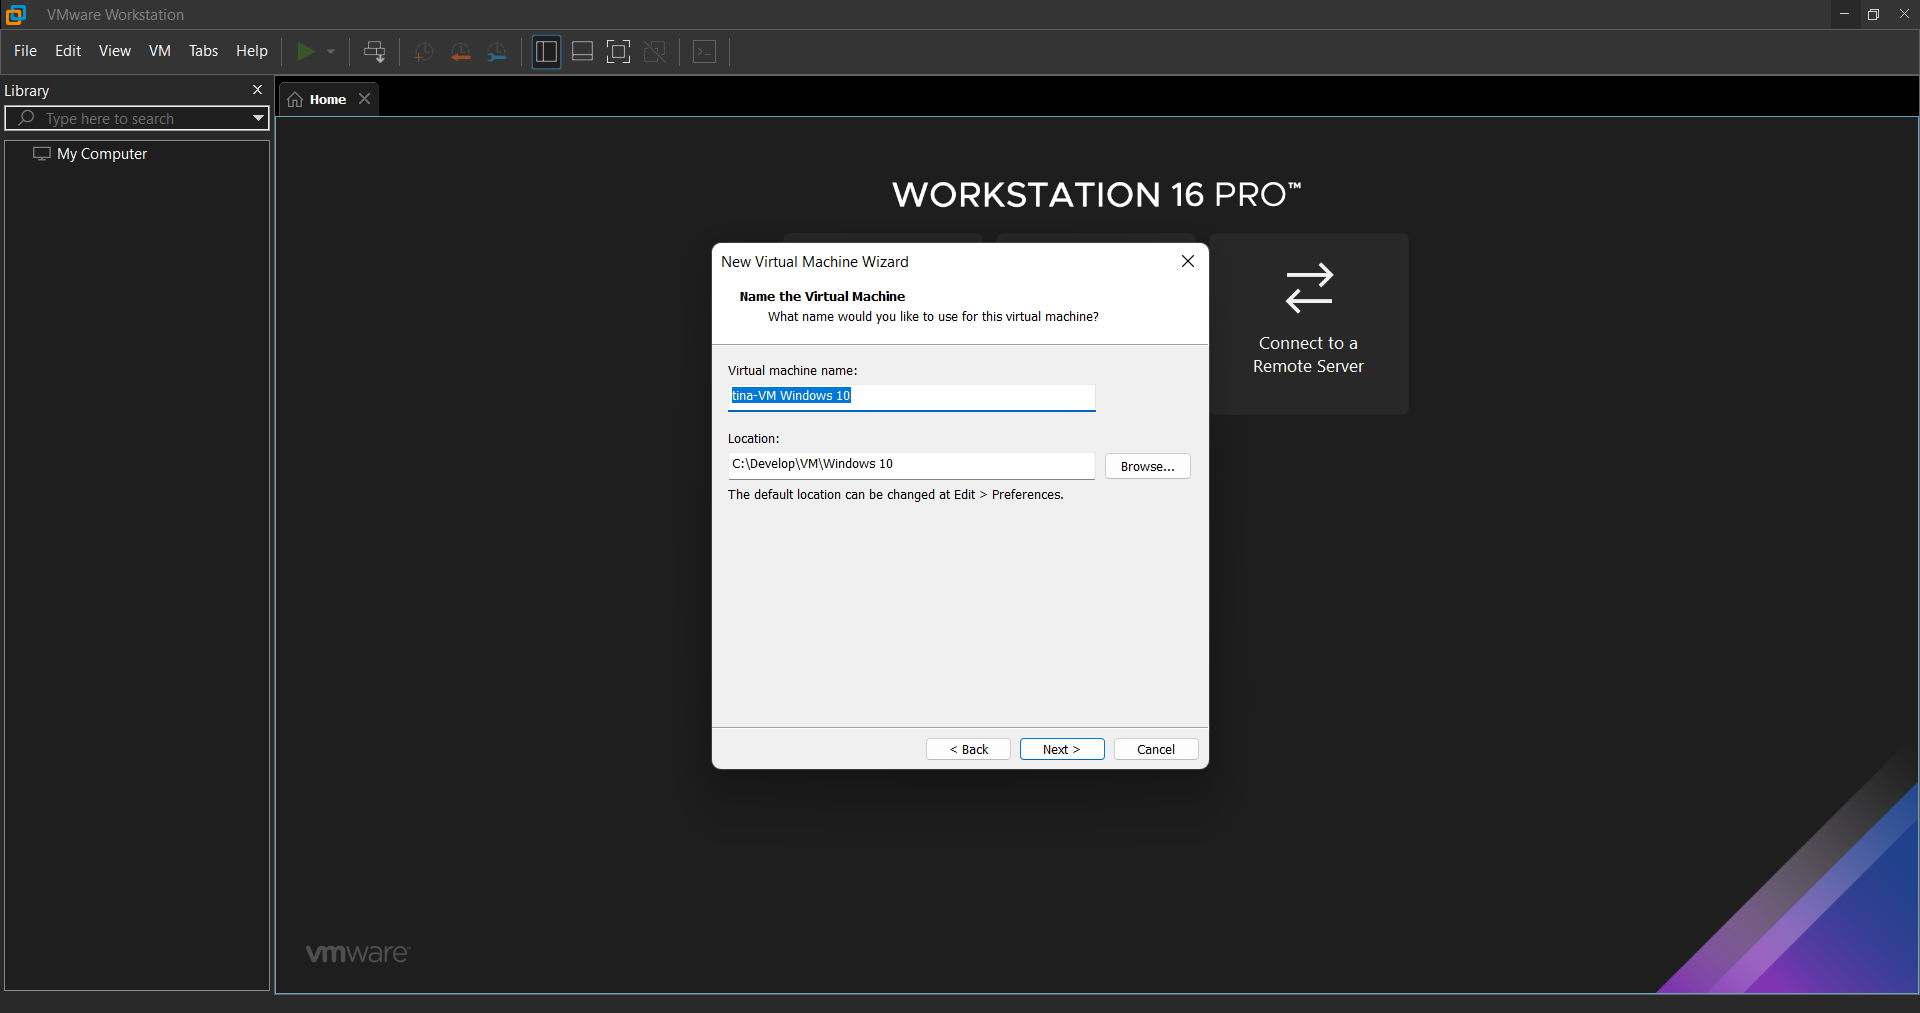 VMware Workstation
File Edit View VM Tabs Help
Library
Type here to search
My Computer
Home
WORKSTATION 16 PRO™
New Virtual Machine Wizard
Name the Virtual Machine
What name would you like to use for this virtual machine?
Virtual machine name:
tina-VM Windows 10
Location:
C:\Develop\VM\Windows 10
Browse...
The default location can be changed at Edit > Preferences.
< Back Next > Cancel
Connect to a
Remote Server
vmware